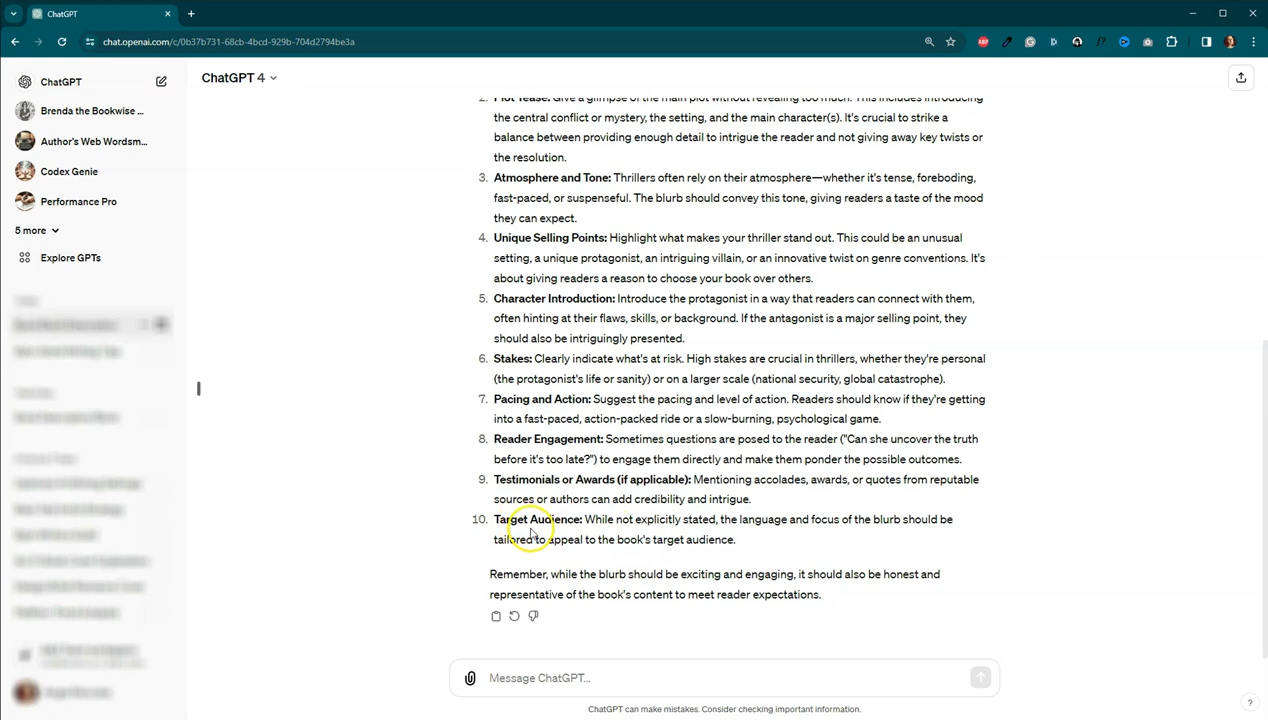 ChatGPT
chat.openai.com/c/0b37b731-68cb-4bcd-929b-704d2794be3a
ChatGPT
Brenda the Bookwise ...
Author's Web Wordsm...
Codex Genie
Performance Pro
5 more
Explore GPTs
ChatGPT 4
2. Plot Tease: Give a glimpse of the main plot without revealing too much. This includes introducing
the central conflict or mystery, the setting, and the main character(s). It's crucial to strike a
balance between providing enough detail to intrigue the reader and not giving away key twists or
the resolution.
3. Atmosphere and Tone: Thrillers often rely on their atmosphere—whether it's tense, foreboding,
fast-paced, or suspenseful. The blurb should convey this tone, giving readers a taste of the mood
they can expect.
4. Unique Selling Points: Highlight what makes your thriller stand out. This could be an unusual
setting, a unique protagonist, an intriguing villain, or an innovative twist on genre conventions. It's
about giving readers a reason to choose your book over others.
5. Character Introduction: Introduce the protagonist in a way that readers can connect with them,
often hinting at their flaws, skills, or background. If the antagonist is a major selling point, they
should also be intriguingly presented.
6. Stakes: Clearly indicate what's at risk. High stakes are crucial in thrillers, whether they're personal
(the protagonist's life or sanity) or on a larger scale (national security, global catastrophe).
7. Pacing and Action: Suggest the pacing and level of action. Readers should know if they're getting
into a fast-paced, action-packed ride or a slow-burning, psychological game.
8. Reader Engagement: Sometimes questions are posed to the reader ("Can she uncover the truth
before it's too late?") to engage them directly and make them ponder the possible outcomes.
9. Testimonials or Awards (if applicable): Mentioning accolades, awards, or quotes from reputable
sources or authors can add credibility and intrigue.
10. Target Audience: While not explicitly stated, the language and focus of the blurb should be
tailored to appeal to the book's target audience.
Remember, while the blurb should be exciting and engaging, it should also be honest and
representative of the book's content to meet reader expectations.
Message ChatGPT...
ChatGPT can make mistakes. Consider checking important information.
?